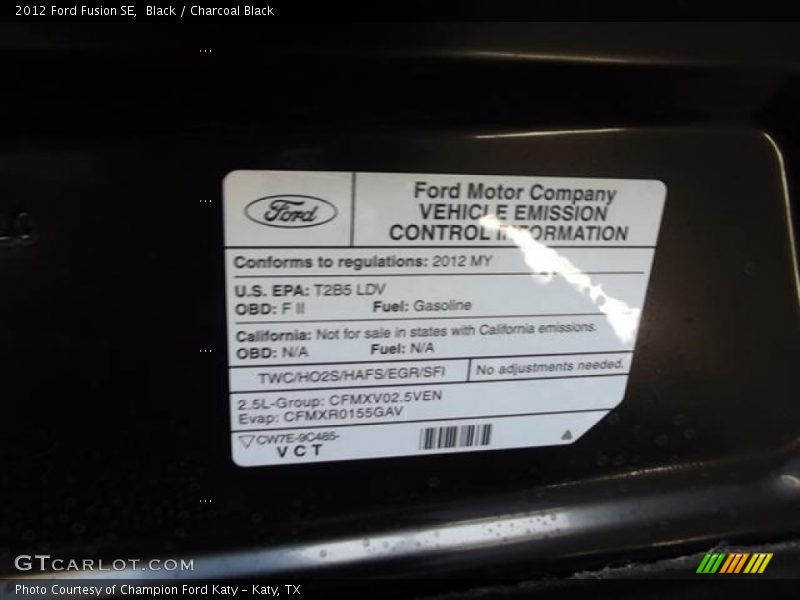 2012 Ford Fusion SE, Black / Charcoal Black
Ford
Ford Motor Company
VEHICLE EMISSION
CONTROL INFORMATION
Conforms to regulations: 2012 MY
U.S. EPA: T2B5 LDV
OBD: F II Fuel: Gasoline
California: Not for sale in states with California emissions.
OBD: N/A Fuel: N/A
TWC/HO2S/HAFS/EGR/SFI No adjustments needed.
2.5L-Group: CFMXV02.5VEN
Evap: CFMXR0155GAV
CW7E-9C485-
V C T
GTCARLOT.COM
Photo Courtesy of Champion Ford Katy – Katy, TX